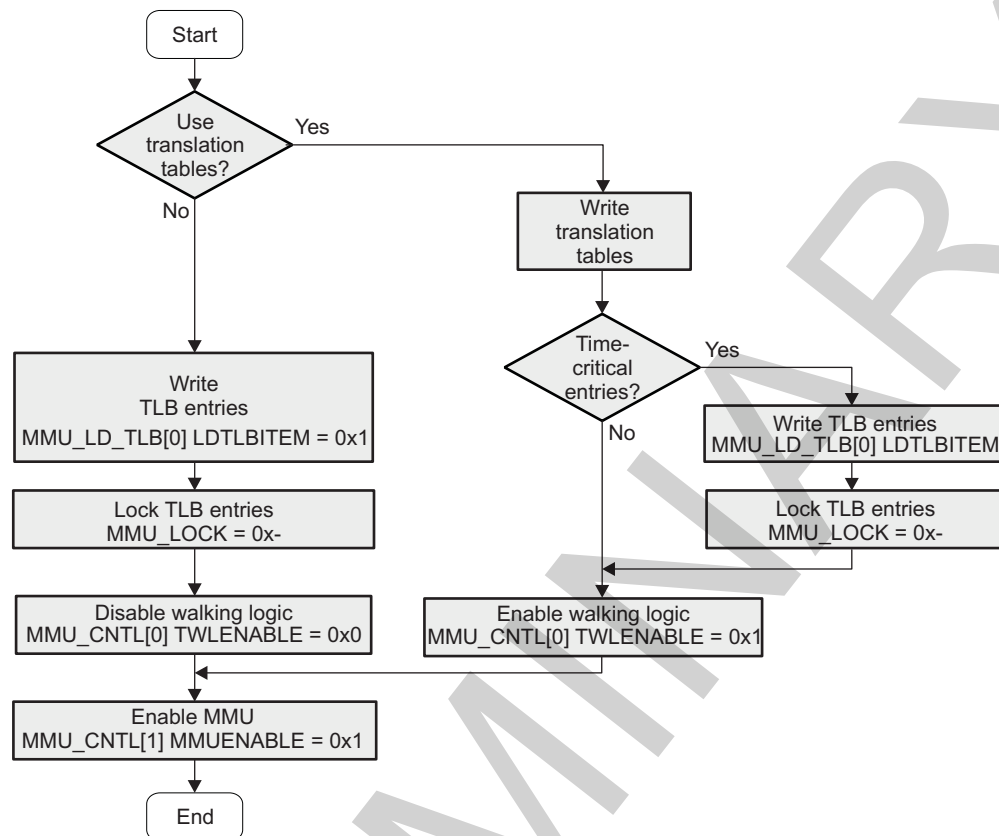 Start
Use
translation
tables?
Yes
No
Write
translation
tables
Time-
critical
entries?
Yes
No
Write
TLB entries
MMU_LD_TLB[0] LDTLBITEM = 0x1
Write TLB entries
MMU_LD_TLB[0] LDTLBITEM
Lock TLB entries
MMU_LOCK = 0x-
Lock TLB entries
MMU_LOCK = 0x-
Disable walking logic
MMU_CNTL[0] TWLENABLE = 0x0
Enable walking logic
MMU_CNTL[0] TWLENABLE = 0x1
Enable MMU
MMU_CNTL[1] MMUENABLE = 0x1
End
MINARY